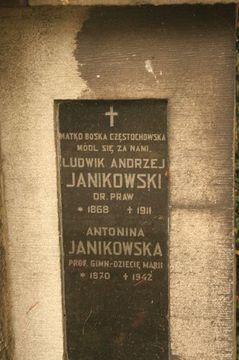 MATKO BOSKA CZĘSTOCHOWSKA
MÓDL SIĘ ZA NAMI.
LUDWIK ANDRZEJ
JANIKOWSKI
DR. PRAW
* 1868 + 1911
ANTONINA
JANIKOWSKA
PROF. GIMN.-DZIECIĘ MARII
* 1870 + 1942